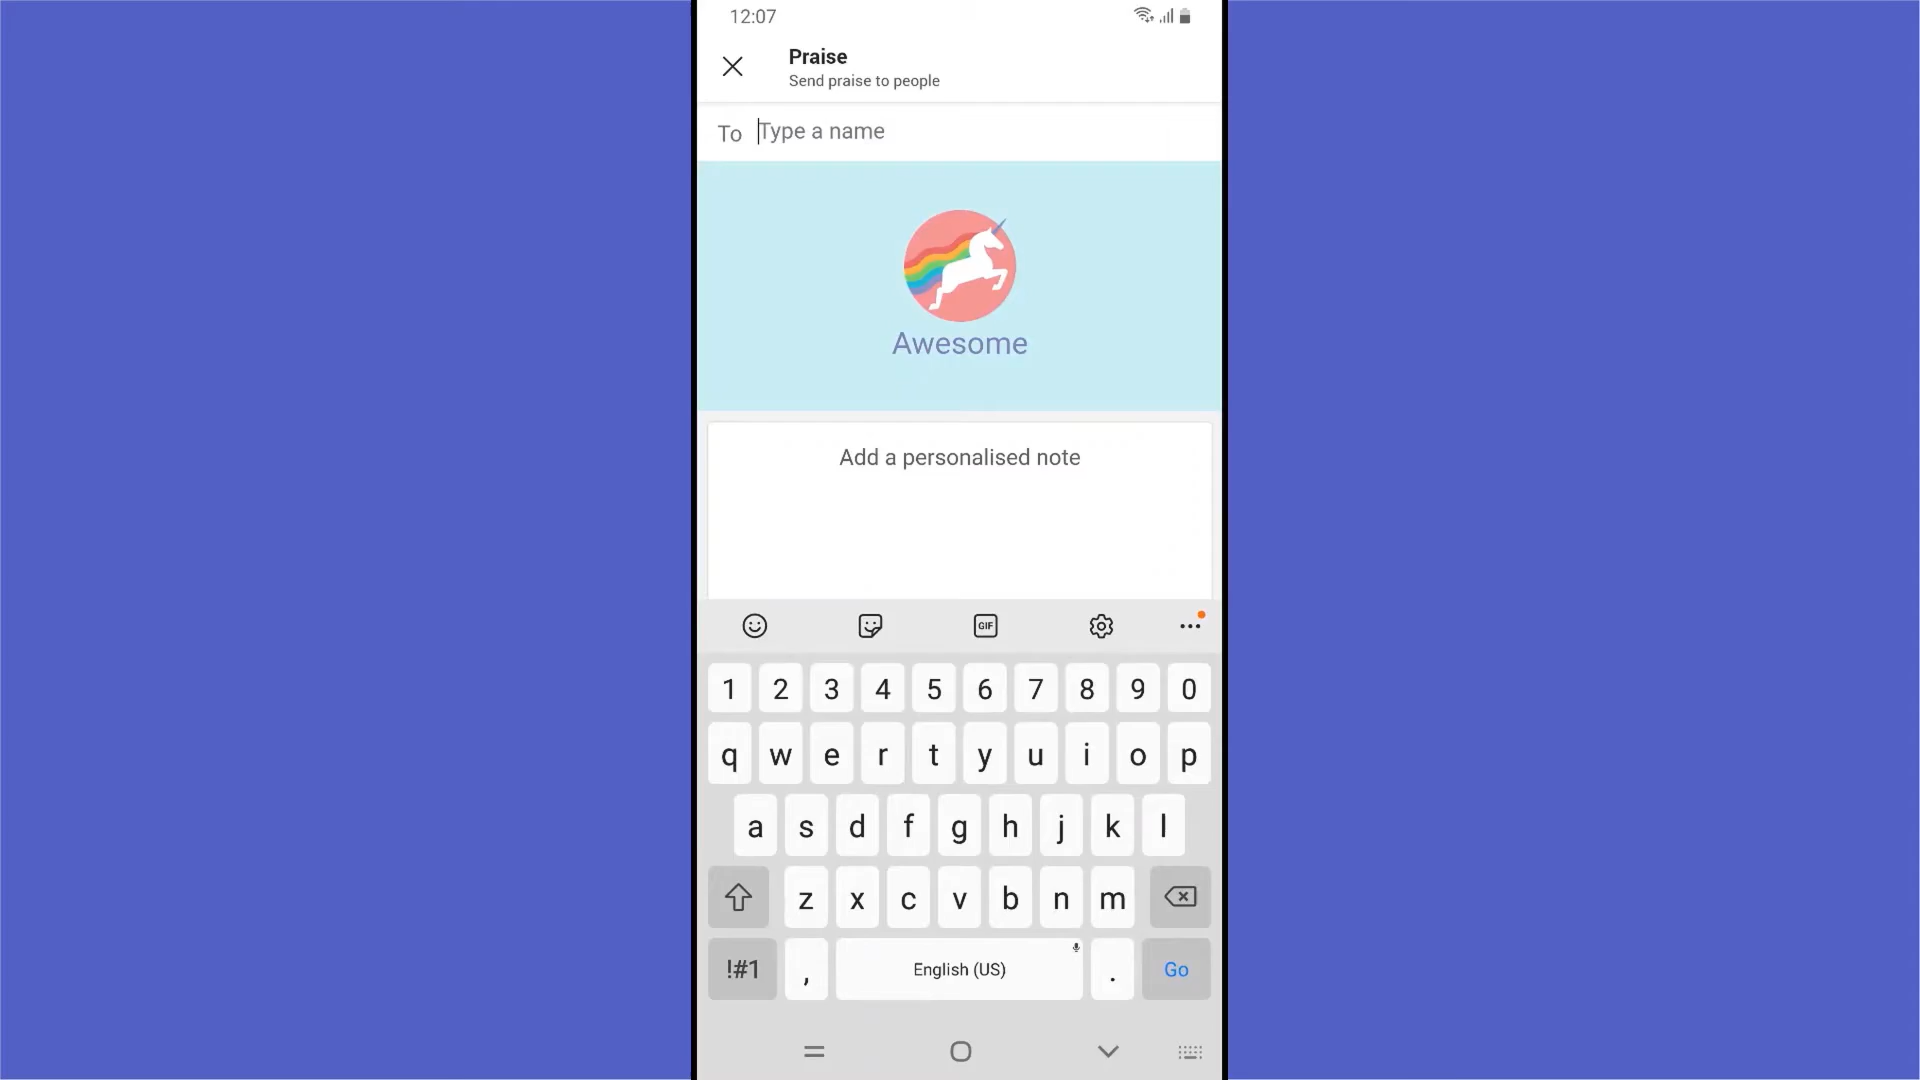 12:07
Praise
Send praise to people
To Type a name
Awesome
Add a personalised note
GIF
1 2 3 4 5 6 7 8 9 0
q w e r t y u i o p
a s d f g h j k l
z x c v b n m
!#1 , English (US) . Go